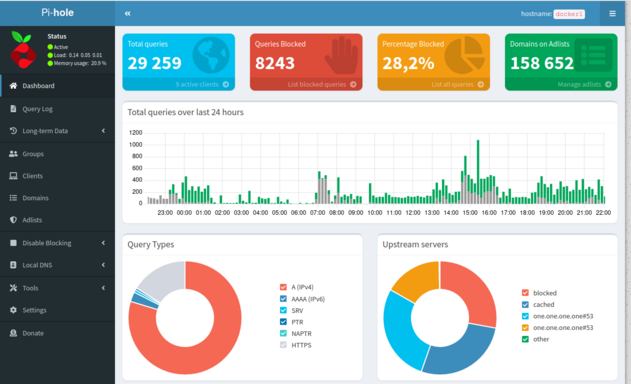 Pi-hole
hostname: docker1
Status
Active
Load: 0.14 0.05 0.01
Memory usage: 20.9 %
Dashboard
Query Log
Long-term Data
Groups
Clients
Domains
Adlists
Disable Blocking
Local DNS
Tools
Settings
Donate
Total queries
29 259
9 active clients
Queries Blocked
8243
List blocked queries
Percentage Blocked
28,2%
List all queries
Domains on Adlists
158 652
Manage adlists
Total queries over last 24 hours
1200
1000
800
600
400
200
0
23:00 00:00 01:00 02:00 03:00 04:00 05:00 06:00 07:00 08:00 09:00 10:00 11:00 12:00 13:00 14:00 15:00 16:00 17:00 18:00 19:00 20:00 21:00 22:00
Query Types
A (IPv4)
AAAA (IPv6)
SRV
PTR
NAPTR
HTTPS
Upstream servers
blocked
cached
one.one.one.one#53
one.one.one.one#53
other